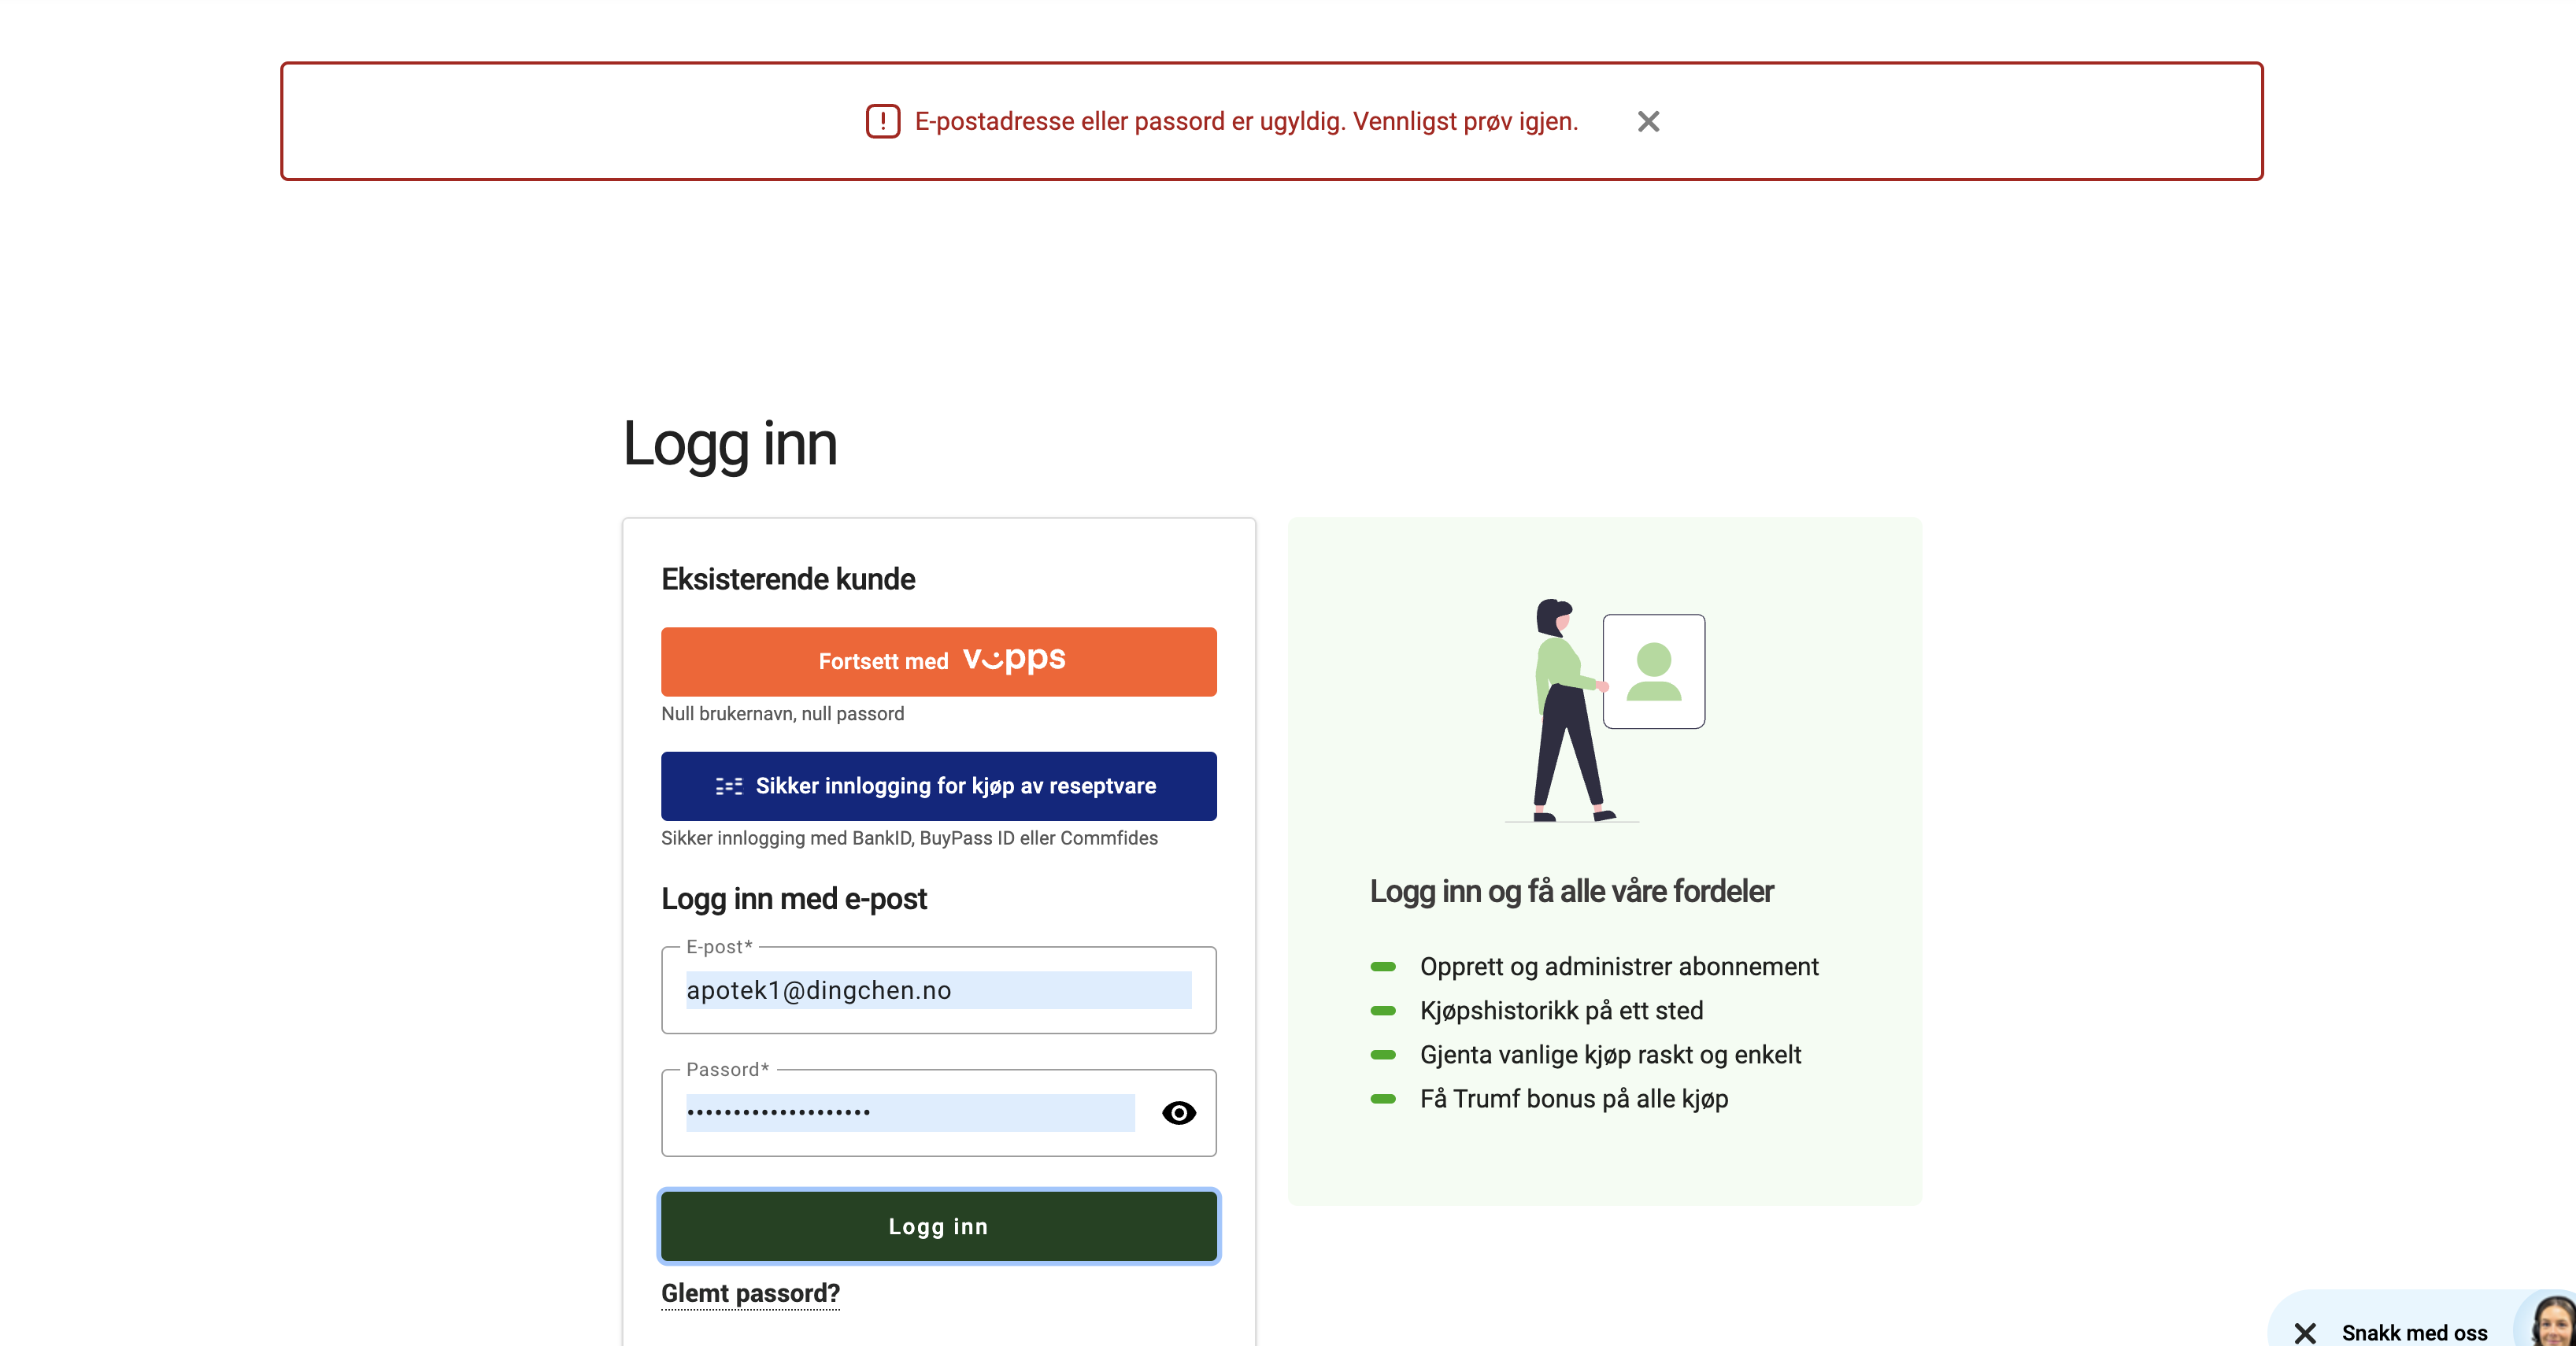 E-postadresse eller passord er ugyldig. Vennligst prøv igjen.
Logg inn
Eksisterende kunde
Fortsett med vipps
Null brukernavn, null passord
Sikker innlogging for kjøp av reseptvare
Sikker innlogging med BankID, BuyPass ID eller Commfides
Logg inn med e-post
E-post*
apotek1@dingchen.no
Passord*
••••••••••••••••••••
Logg inn
Glemt passord?
Logg inn og få alle våre fordeler
Opprett og administrer abonnement
Kjøpshistorikk på ett sted
Gjenta vanlige kjøp raskt og enkelt
Få Trumf bonus på alle kjøp
Snakk med oss